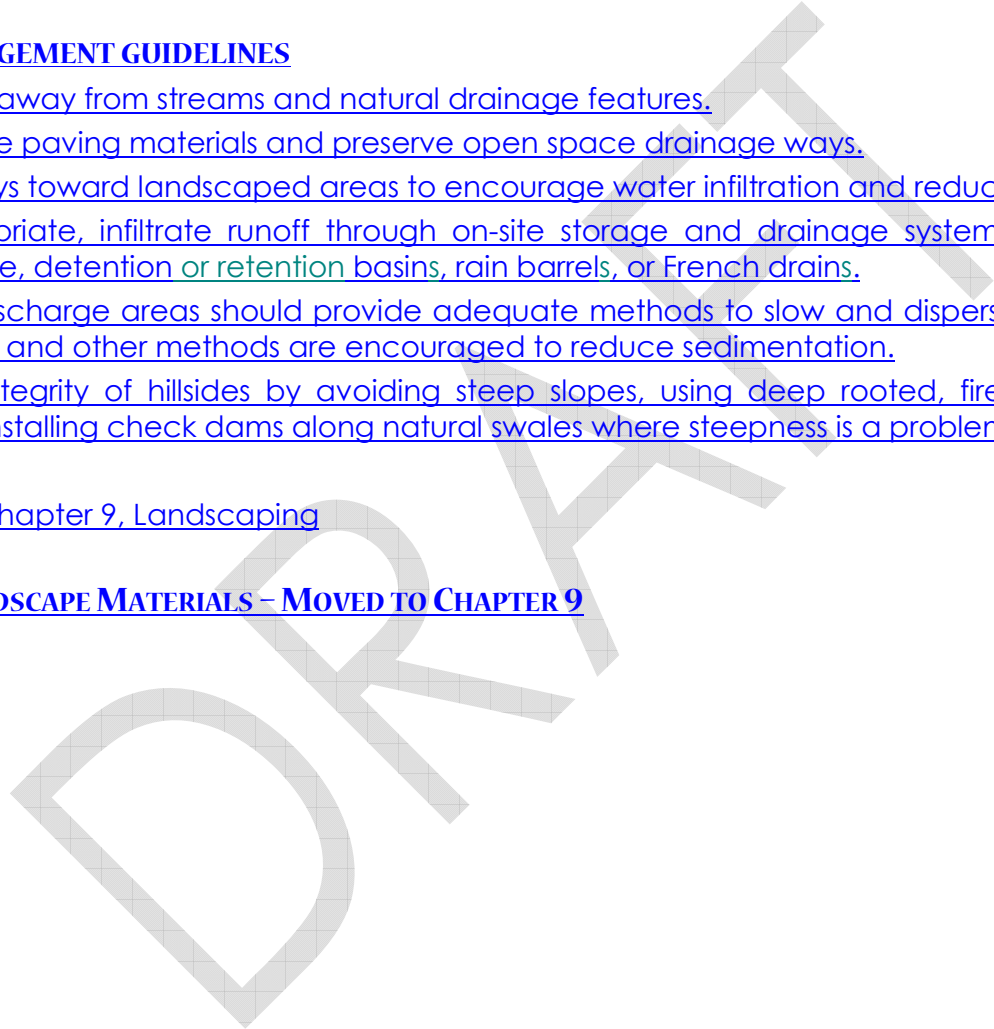 GEMENT GUIDELINES
away from streams and natural drainage features.
e paving materials and preserve open space drainage ways.
ys toward landscaped areas to encourage water infiltration and reduc
oriate, infiltrate runoff through on-site storage and drainage system
e, detention or retention basins, rain barrels, or French drains.
scharge areas should provide adequate methods to slow and dispers
and other methods are encouraged to reduce sedimentation.
tegrity of hillsides by avoiding steep slopes, using deep rooted, fire
nstalling check dams along natural swales where steepness is a problem
hapter 9, Landscaping
DSCAPE MATERIALS – MOVED TO CHAPTER 9
DRAFT